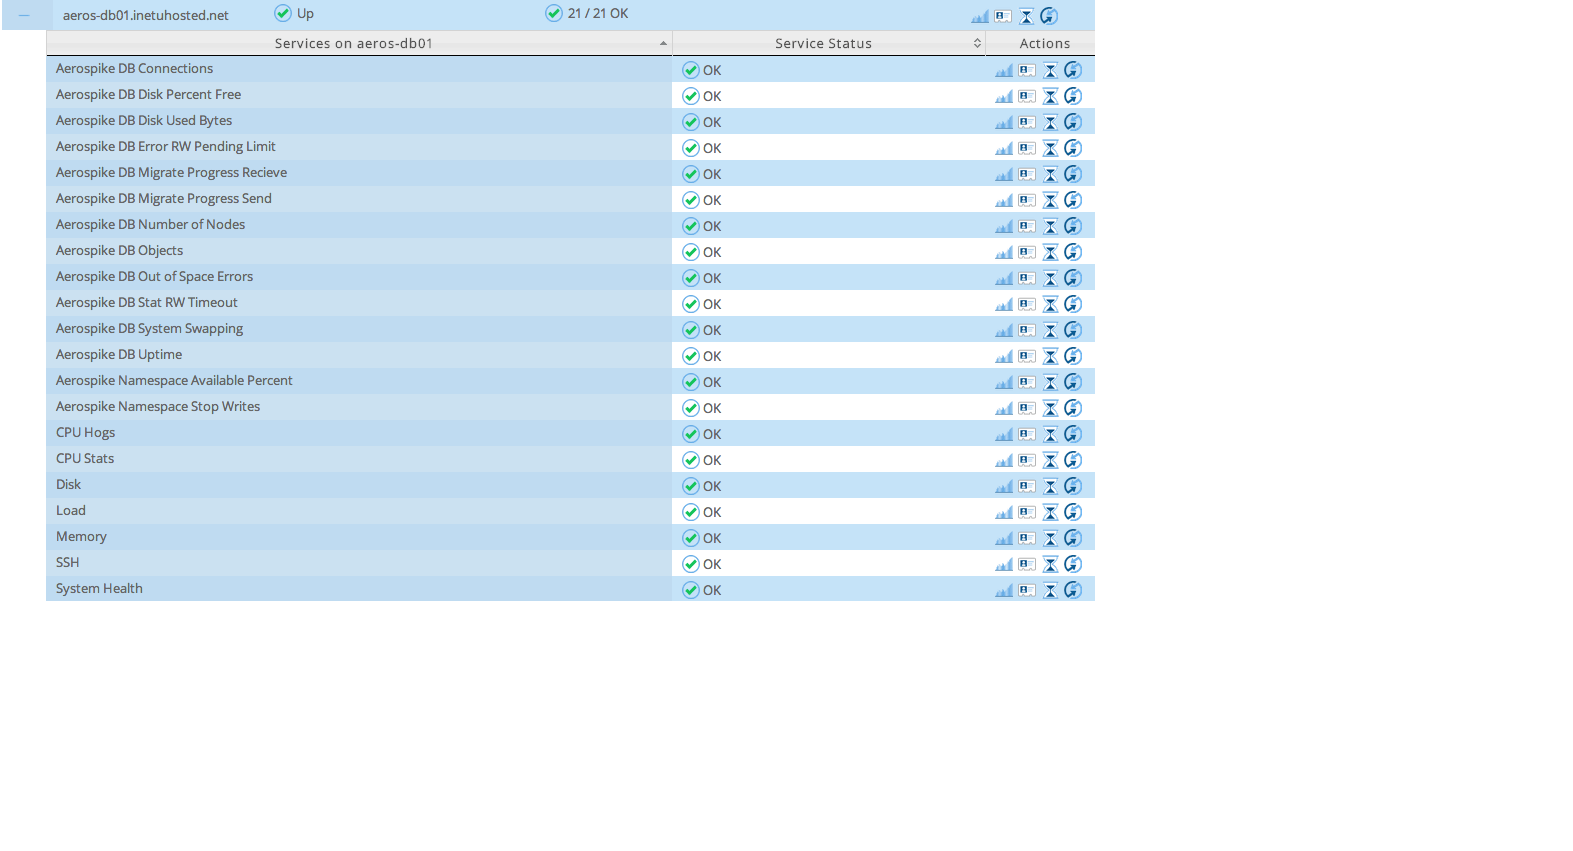 aeros-db01.inetuhosted.net Up 21 / 21 OK
Services on aeros-db01 Service Status Actions
Aerospike DB Connections OK
Aerospike DB Disk Percent Free OK
Aerospike DB Disk Used Bytes OK
Aerospike DB Error RW Pending Limit OK
Aerospike DB Migrate Progress Recieve OK
Aerospike DB Migrate Progress Send OK
Aerospike DB Number of Nodes OK
Aerospike DB Objects OK
Aerospike DB Out of Space Errors OK
Aerospike DB Stat RW Timeout OK
Aerospike DB System Swapping OK
Aerospike DB Uptime OK
Aerospike Namespace Available Percent OK
Aerospike Namespace Stop Writes OK
CPU Hogs OK
CPU Stats OK
Disk OK
Load OK
Memory OK
SSH OK
System Health OK